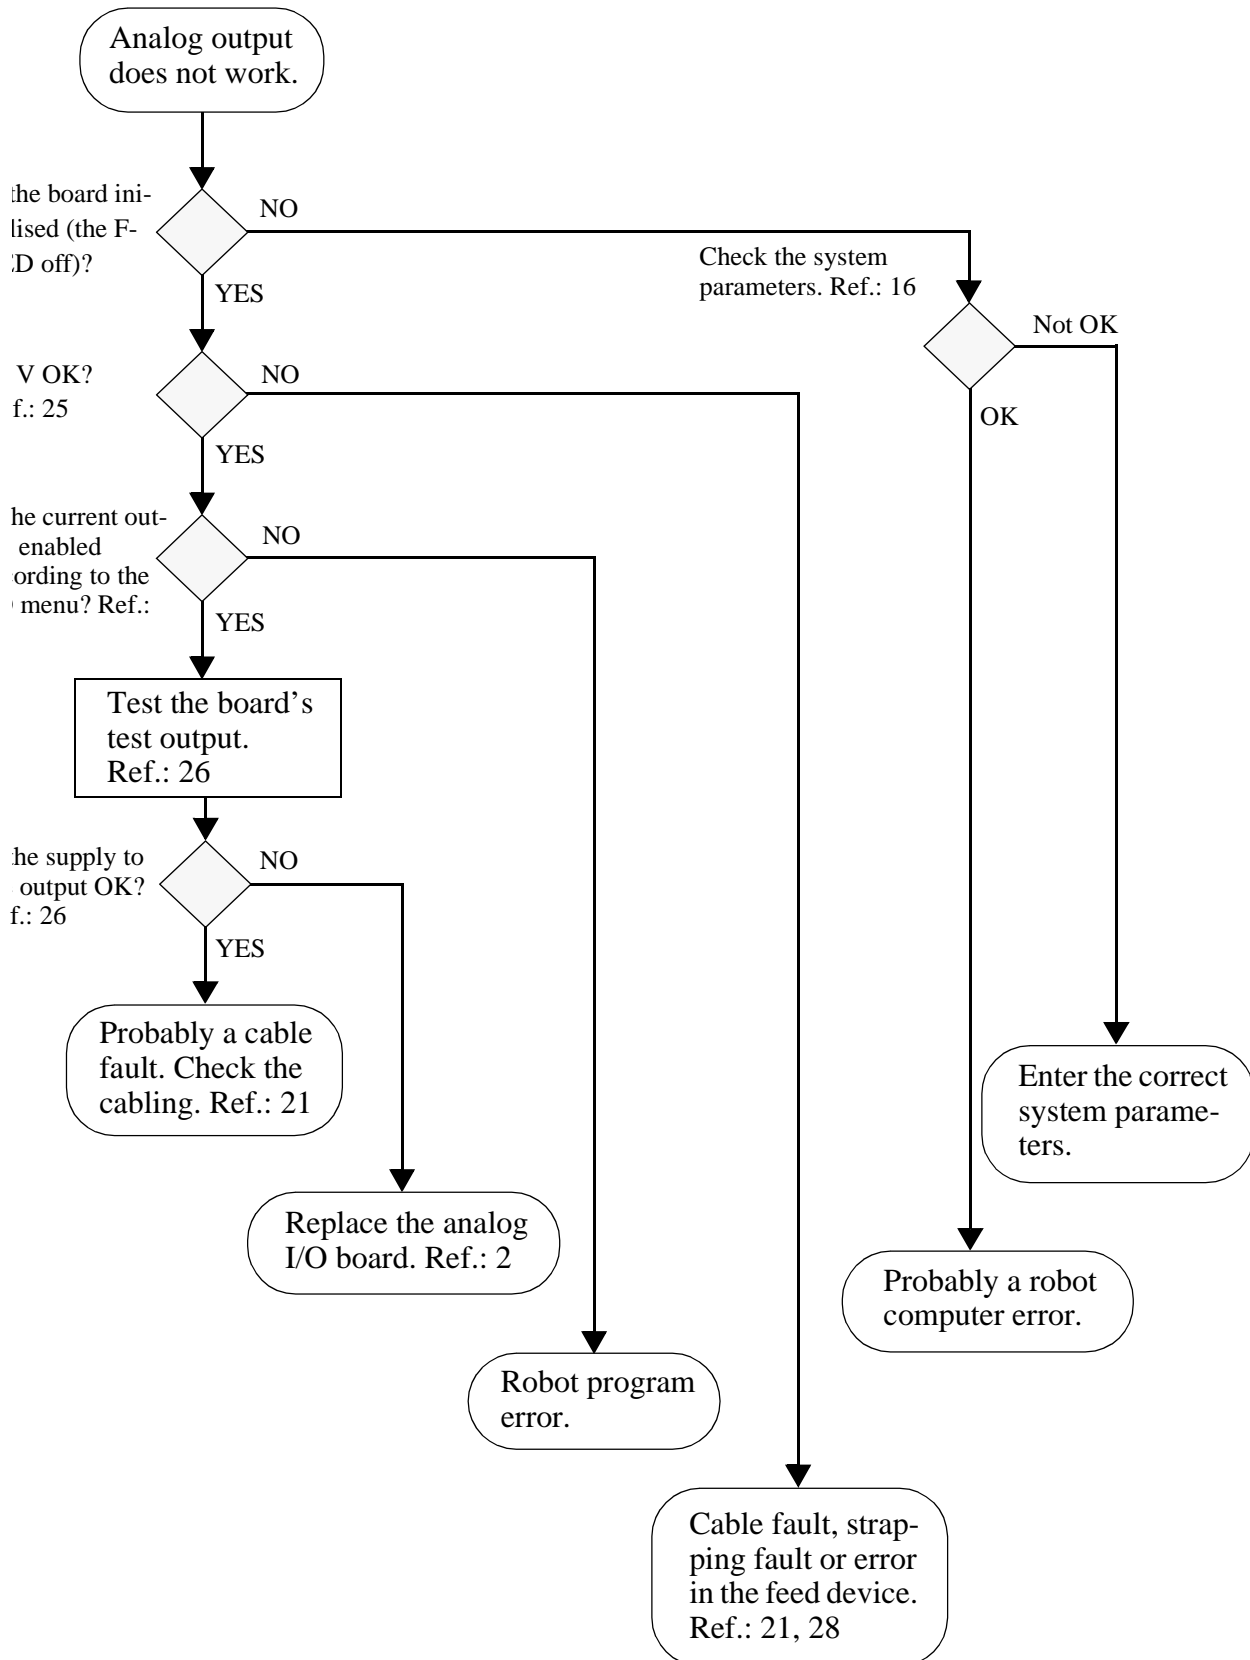 Analog output
does not work.
the board ini-
lised (the F-
ED off)?
NO
YES
Check the system
parameters. Ref.: 16
Not OK
OK
V OK?
f.: 25
NO
YES
he current out-
enabled
cording to the
menu? Ref.:
NO
YES
Test the board’s
test output.
Ref.: 26
the supply to
output OK?
f.: 26
NO
YES
Probably a cable
fault. Check the
cabling. Ref.: 21
Enter the correct
system parame-
ters.
Replace the analog
I/O board. Ref.: 2
Probably a robot
computer error.
Robot program
error.
Cable fault, strap-
ping fault or error
in the feed device.
Ref.: 21, 28